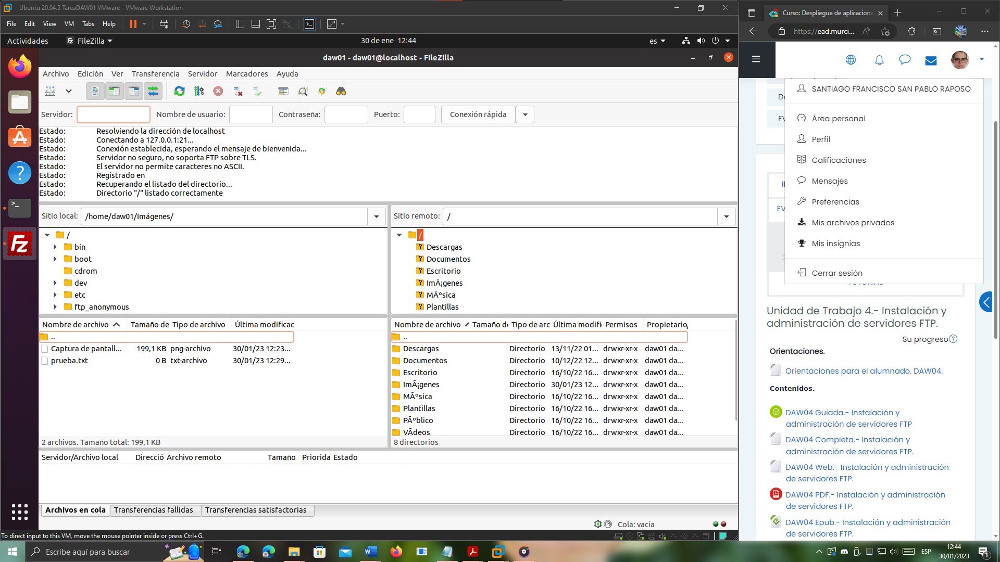 Ubuntu 20.04.5 TareaDAW01 VMware - VMware Workstation
File Edit View VM Tabs Help
Actividades FileZilla 30 de ene 12:44 es
daw01 - daw01@localhost - FileZilla
Archivo Edición Ver Transferencia Servidor Marcadores Ayuda
Servidor: Nombre de usuario: Contraseña: Puerto: Conexión rápida
Estado: Resolviendo la dirección de localhost
Estado: Conectando a 127.0.0.1:21...
Estado: Conexión establecida, esperando el mensaje de bienvenida...
Estado: Servidor no seguro, no soporta FTP sobre TLS.
Estado: El servidor no permite caracteres no ASCII.
Estado: Registrado en
Estado: Recuperando el listado del directorio...
Estado: Directorio "/" listado correctamente
Sitio local: /home/daw01/Imágenes/
/
bin
boot
cdrom
dev
etc
ftp_anonymous
Sitio remoto: /
/
Descargas
Documentos
Escritorio
ImÃ¡genes
MÃºsica
Plantillas
Nombre de archivo Tamaño de Tipo de archivo Última modificac
..
Captura de pantall... 199,1 KB png-archivo 30/01/23 12:23...
prueba.txt 0 B txt-archivo 30/01/23 12:29...
2 archivos. Tamaño total: 199,1 KB
Nombre de archivo Tamaño de Tipo de arc Última modifi Permisos Propietario/
..
Descargas Directorio 13/11/22 01... drwxr-xr-x daw01 da...
Documentos Directorio 10/12/22 12... drwxr-xr-x daw01 da...
Escritorio Directorio 16/10/22 16... drwxr-xr-x daw01 da...
ImÃ¡genes Directorio 30/01/23 12... drwxr-xr-x daw01 da...
MÃºsica Directorio 16/10/22 16... drwxr-xr-x daw01 da...
Plantillas Directorio 16/10/22 16... drwxr-xr-x daw01 da...
PÃºblico Directorio 16/10/22 16... drwxr-xr-x daw01 da...
VÃ­deos Directorio 16/10/22 16... drwxr-xr-x daw01 da...
8 directorios
Servidor/Archivo local Direcció Archivo remoto Tamaño Priorida Estado
Archivos en cola Transferencias fallidas Transferencias satisfactorias
Cola: vacía
To direct input to this VM, move the mouse pointer inside or press Ctrl+G.
Curso: Despliegue de aplicacione
https://ead.murci...
SANTIAGO FRANCISCO SAN PABLO RAPOSO
Área personal
Perfil
Calificaciones
Mensajes
Preferencias
Mis archivos privados
Mis insignias
Cerrar sesión
EV
Unidad de Trabajo 4.- Instalación y
administración de servidores FTP.
Su progreso
Orientaciones.
Orientaciones para el alumnado. DAW04.
Contenidos.
DAW04 Guiada.- Instalación y
administración de servidores FTP
DAW04 Completa.- Instalación y
administración de servidores FTP.
DAW04 Web.- Instalación y administración
de servidores FTP.
DAW04 PDF.- Instalación y administración
de servidores FTP.
DAW04 Epub.- Instalación y administración
de servidores FTP.
Escribe aquí para buscar
ESP
12:44
30/01/2023
1